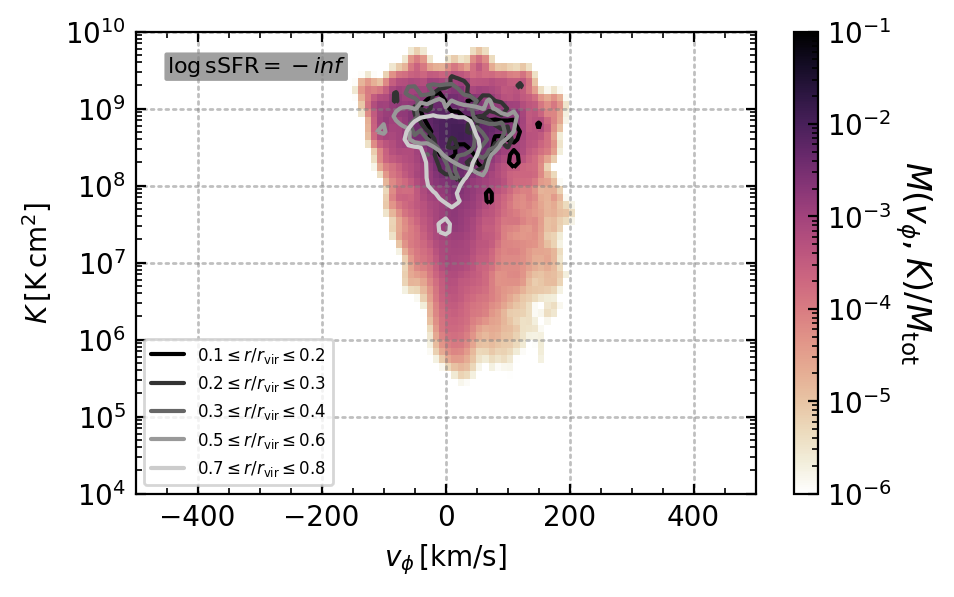 10^10
10^9
10^8
10^7
10^6
10^5
10^4
K [K cm^2]
log sSFR = −inf
0.1 ≤ r/r_vir ≤ 0.2
0.2 ≤ r/r_vir ≤ 0.3
0.3 ≤ r/r_vir ≤ 0.4
0.5 ≤ r/r_vir ≤ 0.6
0.7 ≤ r/r_vir ≤ 0.8
−400 −200 0 200 400
v_ϕ [km/s]
10^−1
10^−2
10^−3
10^−4
10^−5
10^−6
M(v_ϕ, K)/M_tot